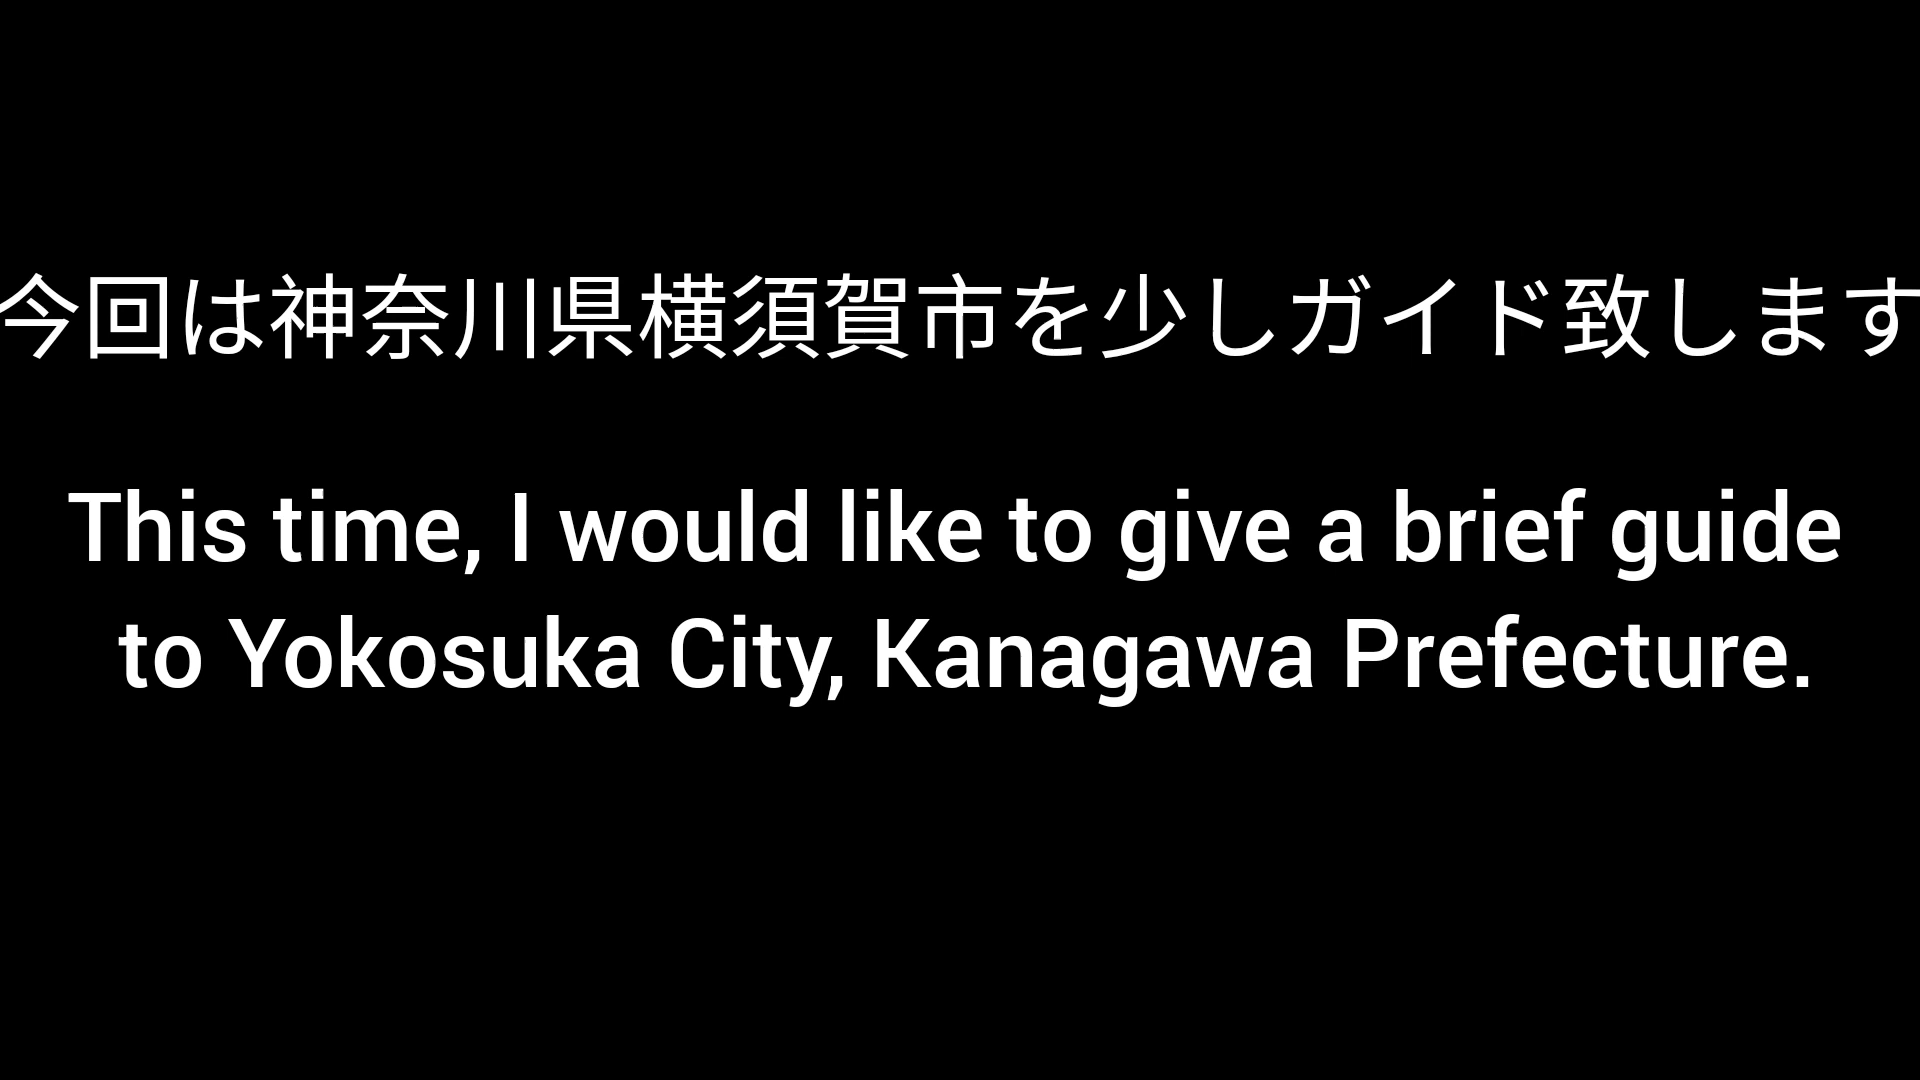 今回は神奈川県横須賀市を少しガイド致します
This time, I would like to give a brief guide
to Yokosuka City, Kanagawa Prefecture.